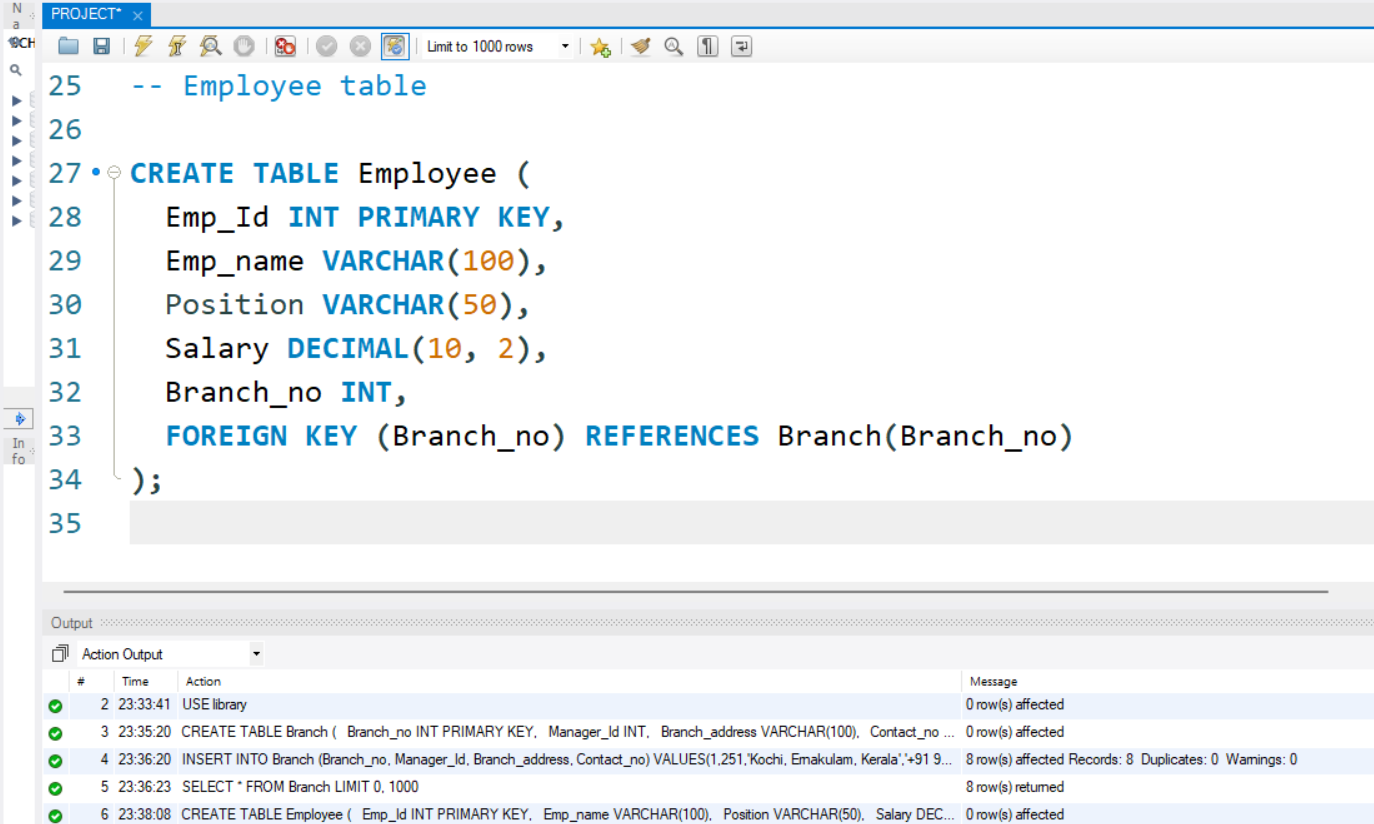 N
a
PROJECT*
SCH
Limit to 1000 rows
25 -- Employee table
26
27 CREATE TABLE Employee (
28 Emp_Id INT PRIMARY KEY,
29 Emp_name VARCHAR(100),
30 Position VARCHAR(50),
31 Salary DECIMAL(10, 2),
32 Branch_no INT,
33 FOREIGN KEY (Branch_no) REFERENCES Branch(Branch_no)
34 );
35
In
fo
Output
Action Output
# Time Action Message
2 23:33:41 USE library 0 row(s) affected
3 23:35:20 CREATE TABLE Branch ( Branch_no INT PRIMARY KEY, Manager_Id INT, Branch_address VARCHAR(100), Contact_no ... 0 row(s) affected
4 23:36:20 INSERT INTO Branch (Branch_no, Manager_Id, Branch_address, Contact_no) VALUES(1,251,'Kochi, Ernakulam, Kerala','+91 9... 8 row(s) affected Records: 8 Duplicates: 0 Warnings: 0
5 23:36:23 SELECT * FROM Branch LIMIT 0, 1000 8 row(s) returned
6 23:38:08 CREATE TABLE Employee ( Emp_Id INT PRIMARY KEY, Emp_name VARCHAR(100), Position VARCHAR(50), Salary DEC... 0 row(s) affected